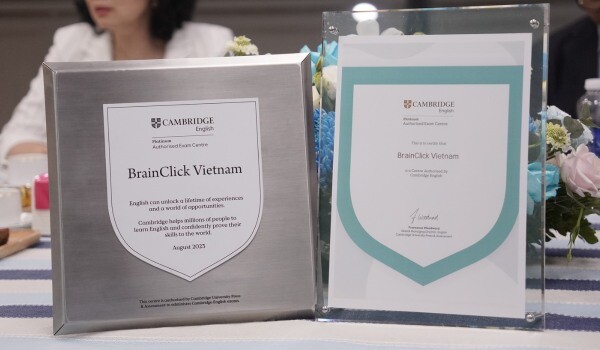 CAMBRIDGE
English
Platinum
Authorised Exam Centre
BrainClick Vietnam
English can unlock a lifetime of experiences
and a world of opportunities.
Cambridge helps millions of people to
learn English and confidently prove their
skills to the world.
August 2023
This centre is authorised by Cambridge University Press
& Assessment to administer Cambridge English exams.
CAMBRIDGE
English
Platinum
Authorised Exam Centre
This is to certify that
BrainClick Vietnam
is a Centre Authorised by
Cambridge English